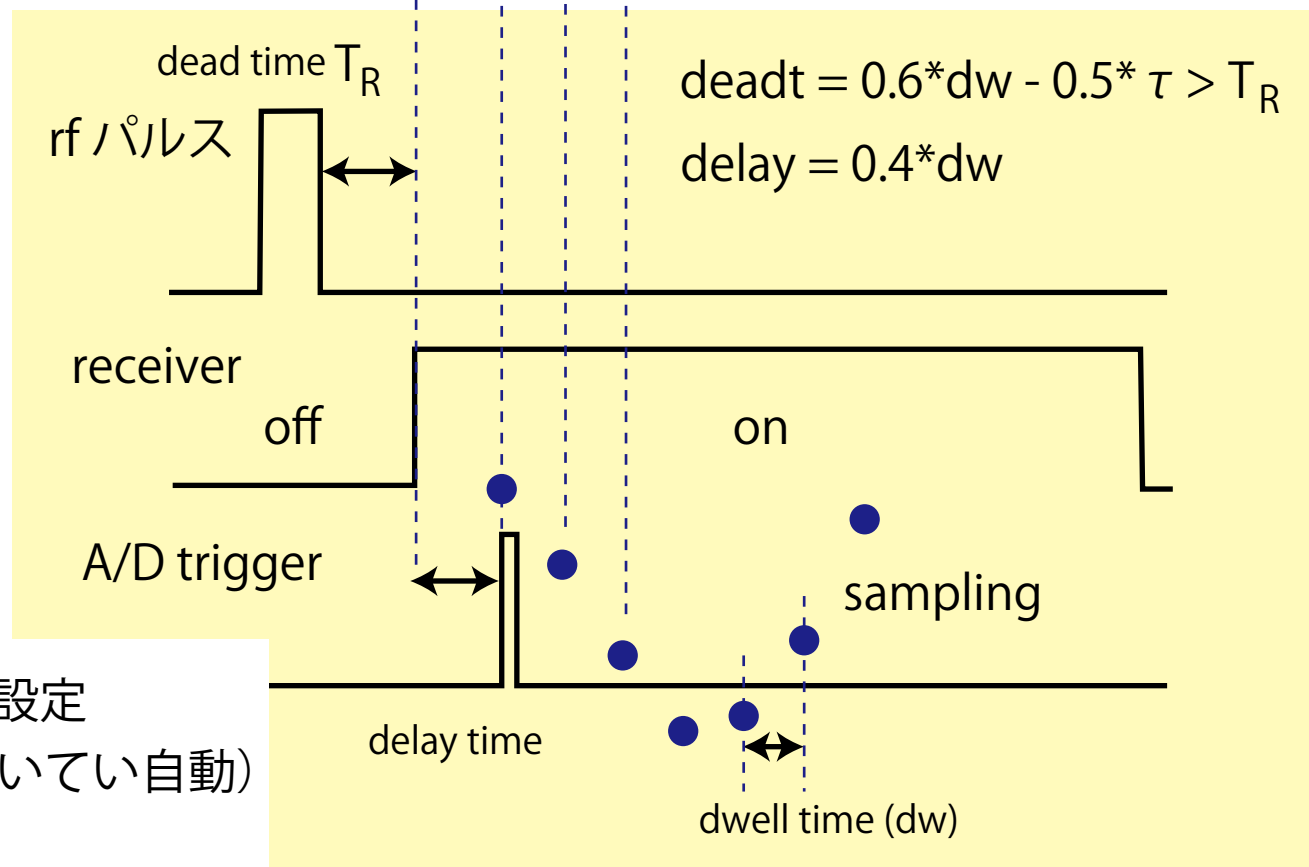 dead time T_R
rf パルス
deadt = 0.6*dw - 0.5* τ > T_R
delay = 0.4*dw
receiver
off
on
A/D trigger
sampling
設定
いてい自動）
delay time
dwell time (dw)